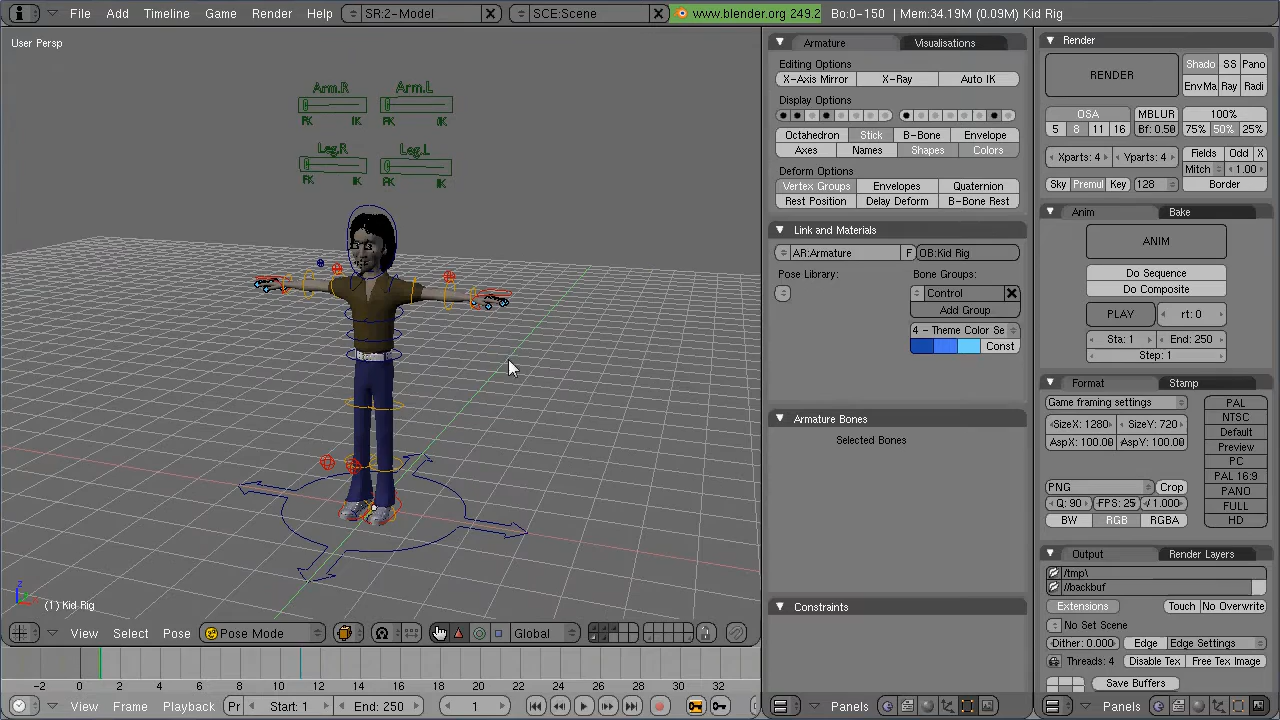 File Add Timeline Game Render Help SR:2-Model SCE:Scene www.blender.org 249.2 Bo:0-150 | Mem:34.19M (0.09M) Kid Rig
User Persp
Arm.R Arm.L
FK IK FK IK
Leg.R Leg.L
FK IK FK IK
(1) Kid Rig
View Select Pose Pose Mode Global
-2 0 2 4 6 8 10 12 14 16 18 20 22 24 26 28 30 32
View Frame Playback Pr Start: 1 End: 250 1
Armature Visualisations
Editing Options
X-Axis Mirror X-Ray Auto IK
Display Options
Octahedron Stick B-Bone Envelope
Axes Names Shapes Colors
Deform Options
Vertex Groups Envelopes Quaternion
Rest Position Delay Deform B-Bone Rest
Link and Materials
AR:Armature F OB:Kid Rig
Pose Library: Bone Groups:
Control
Add Group
4 - Theme Color Se
Const
Armature Bones
Selected Bones
Constraints
Panels
Render
RENDER Shado SS Pano
EnvMa Ray Radi
OSA MBLUR 100%
5 8 11 16 Bf: 0.50 75% 50% 25%
Xparts: 4 Yparts: 4 Fields Odd X
Mitch 1.00
Sky Premul Key 128 Border
Anim Bake
ANIM
Do Sequence
Do Composite
PLAY rt: 0
Sta: 1 End: 250
Step: 1
Format Stamp
Game framing settings PAL
SizeX: 1280 SizeY: 720 NTSC
Default
AspX: 100.00 AspY: 100.00 Preview
PC
PAL 16:9
PNG Crop PANO
Q: 90 FPS: 25 /1.000 FULL
BW RGB RGBA HD
Output Render Layers
/tmp\
//backbuf
Extensions Touch No Overwrite
No Set Scene
Dither: 0.000 Edge Edge Settings
Threads: 4 Disable Tex Free Tex Image
Save Buffers
Panels